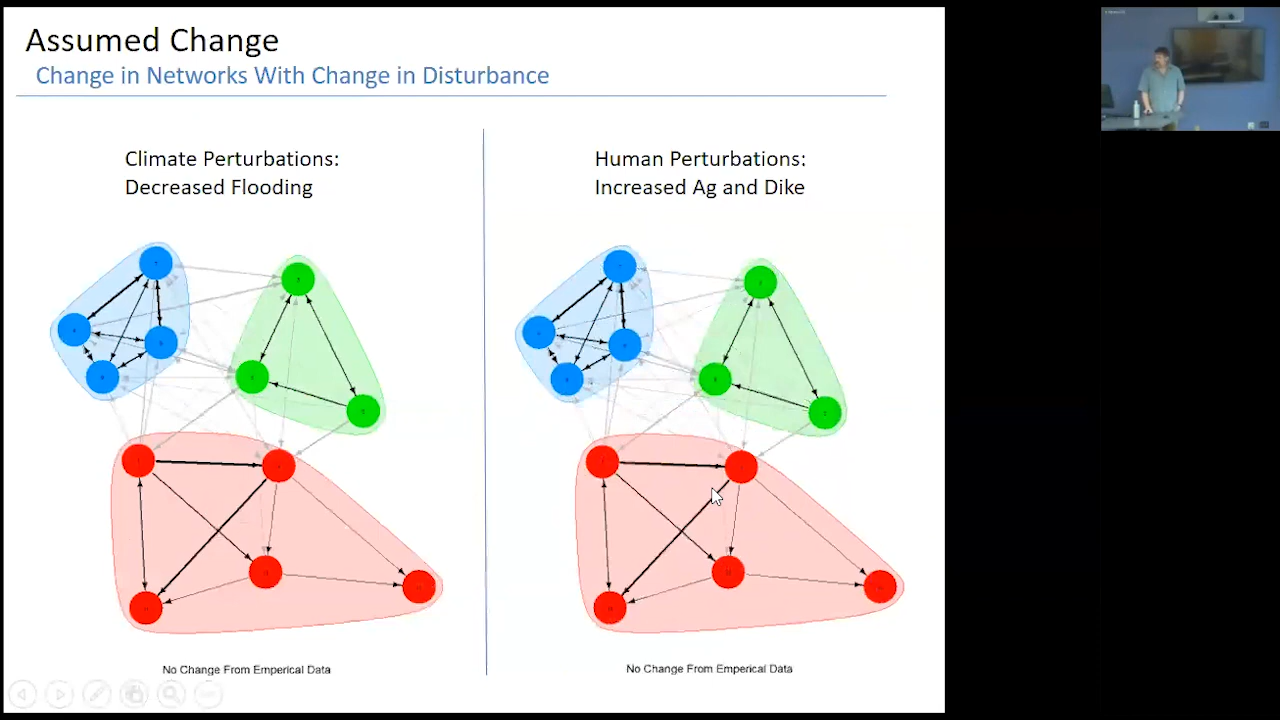 Assumed Change
Change in Networks With Change in Disturbance
Climate Perturbations:
Decreased Flooding
Human Perturbations:
Increased Ag and Dike
No Change From Emperical Data
No Change From Emperical Data